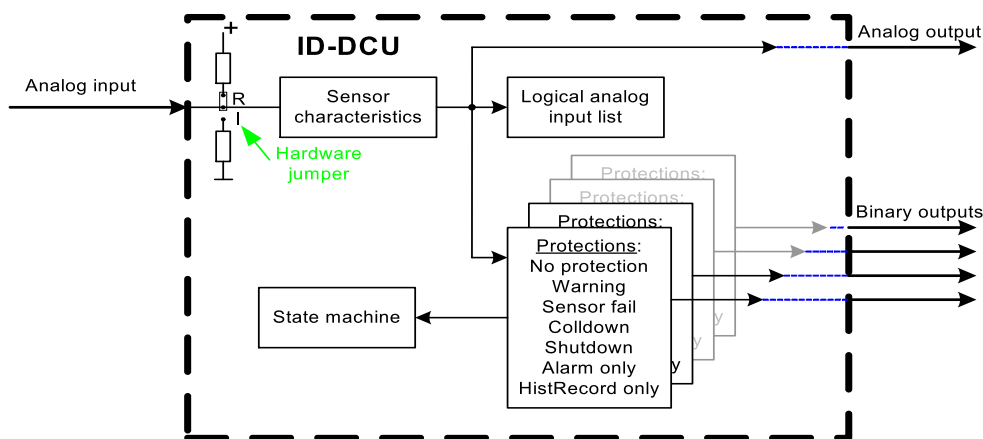 Analog output
+
ID-DCU
Analog input
R
I
Sensor
characteristics
Logical analog
input list
Hardware
jumper
Protections:
Protections:
Protections:
Binary outputs
Protections:
No protection
Warning
Sensor fail
Colldown
Shutdown
Alarm only
HistRecord only
y
y
y
State machine